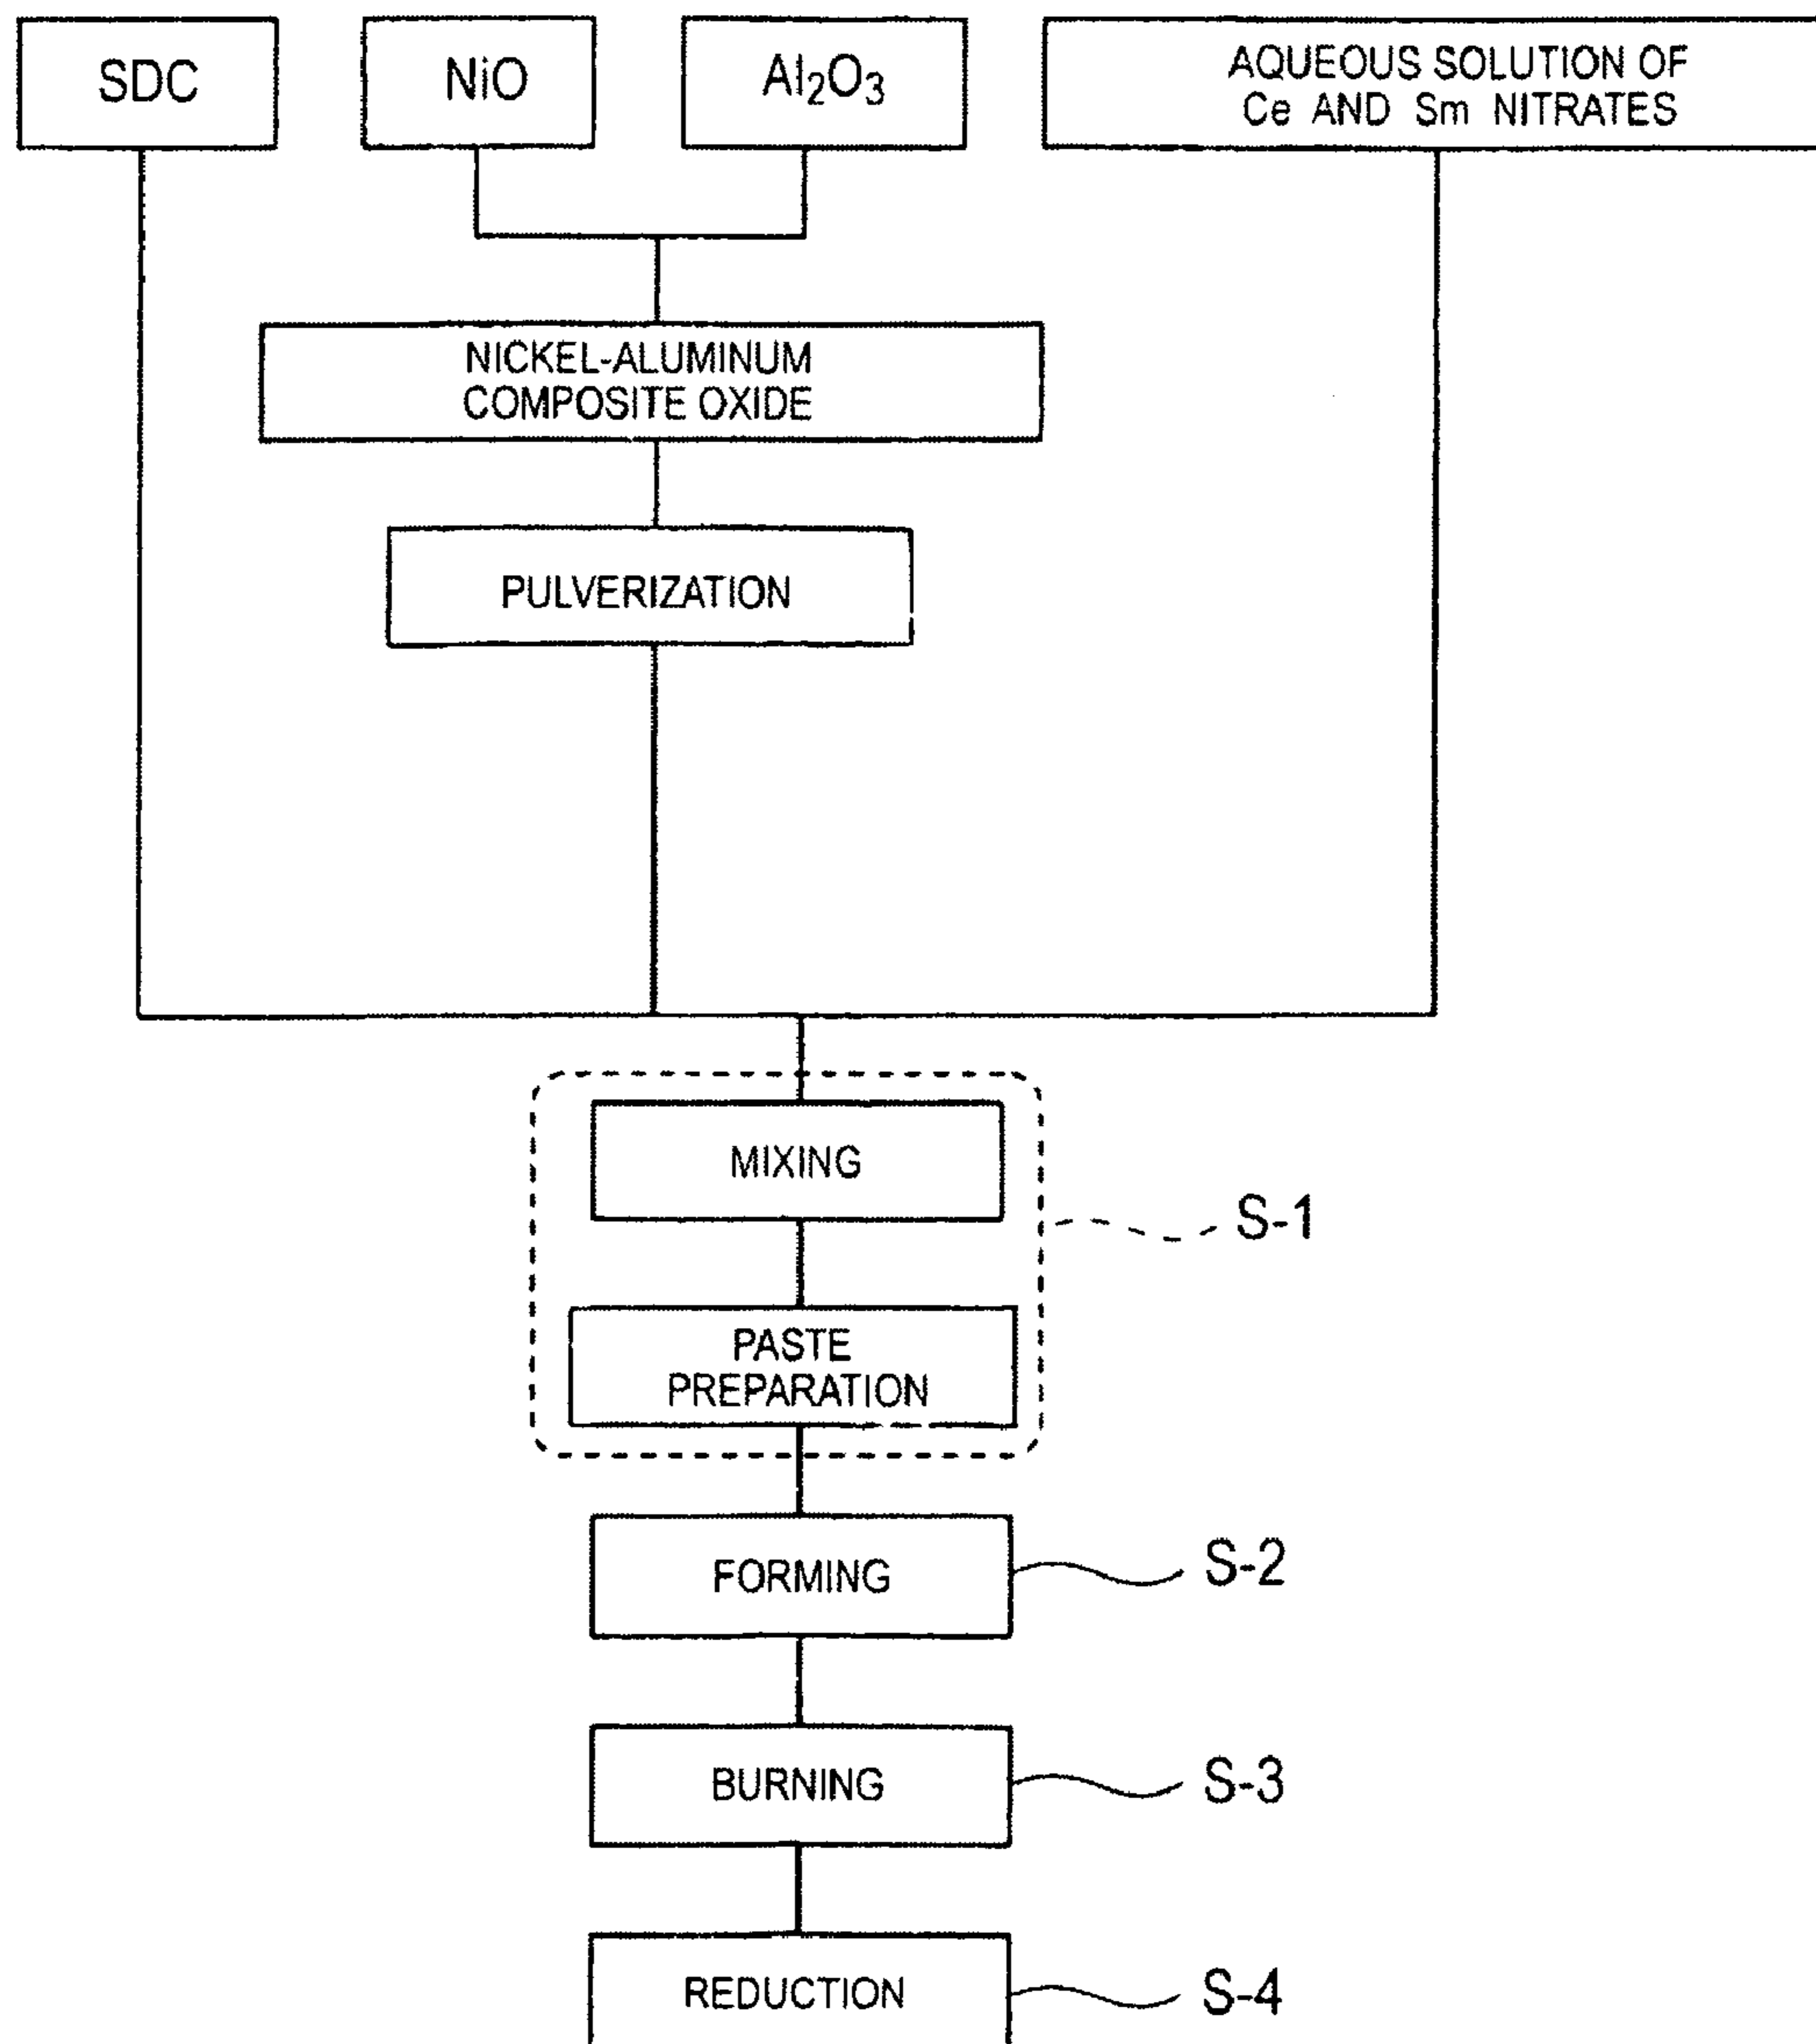 SDC
NiO
Al₂O₃
AQUEOUS SOLUTION OF
Ce AND Sm NITRATES
NICKEL-ALUMINUM
COMPOSITE OXIDE
PULVERIZATION
MIXING
S-1
PASTE
PREPARATION
FORMING
S-2
BURNING
S-3
REDUCTION
S-4